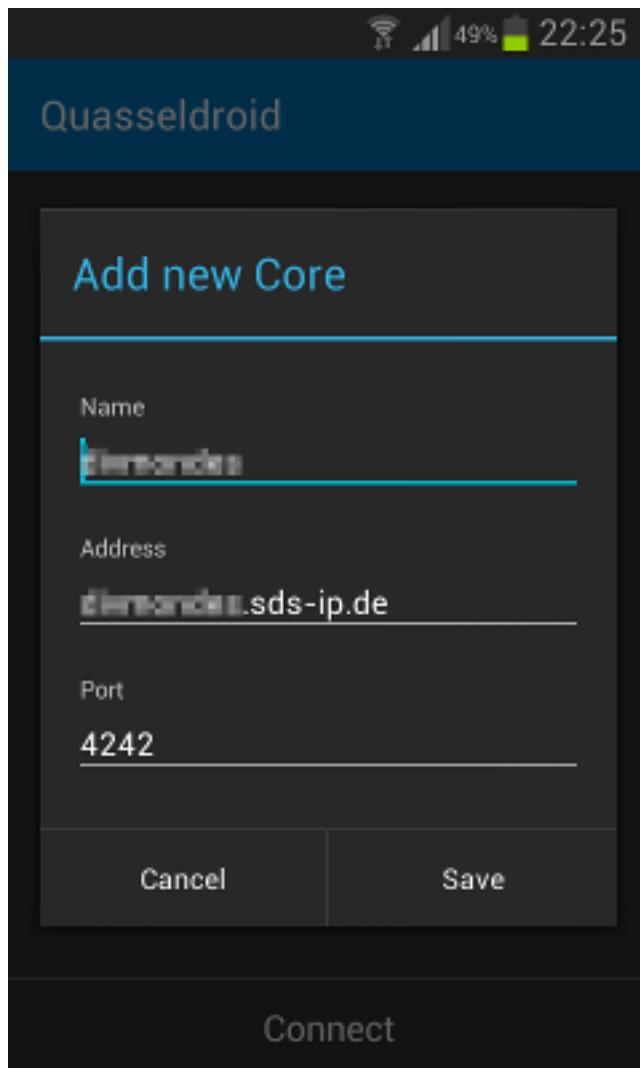 49% 22:25
Quasseldroid
Add new Core
Name
Address
.sds-ip.de
Port
4242
Cancel Save
Connect